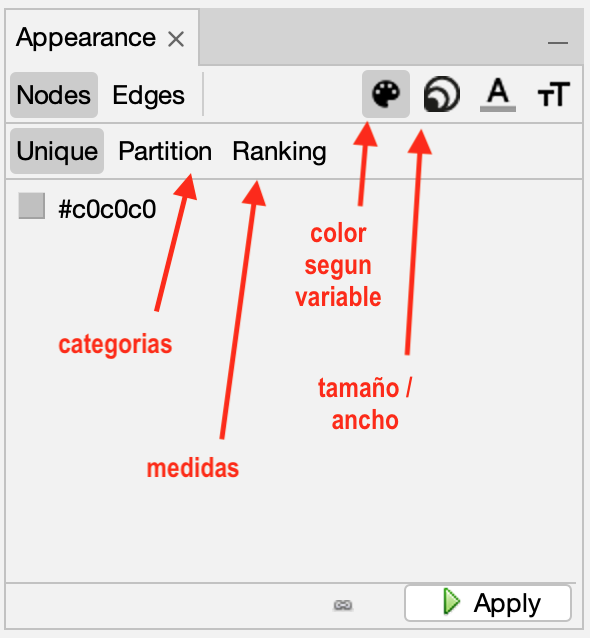 Appearance
Nodes Edges A TT
Unique Partition Ranking
#c0c0c0
color
segun
variable
categorias
tamaño /
ancho
medidas
Apply